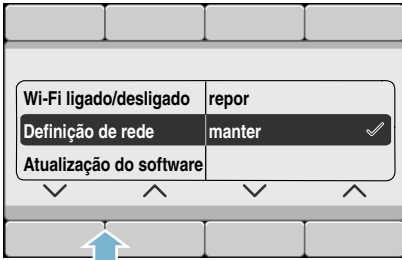 Wi-Fi ligado/desligado repor
Definição de rede manter
Atualização do software